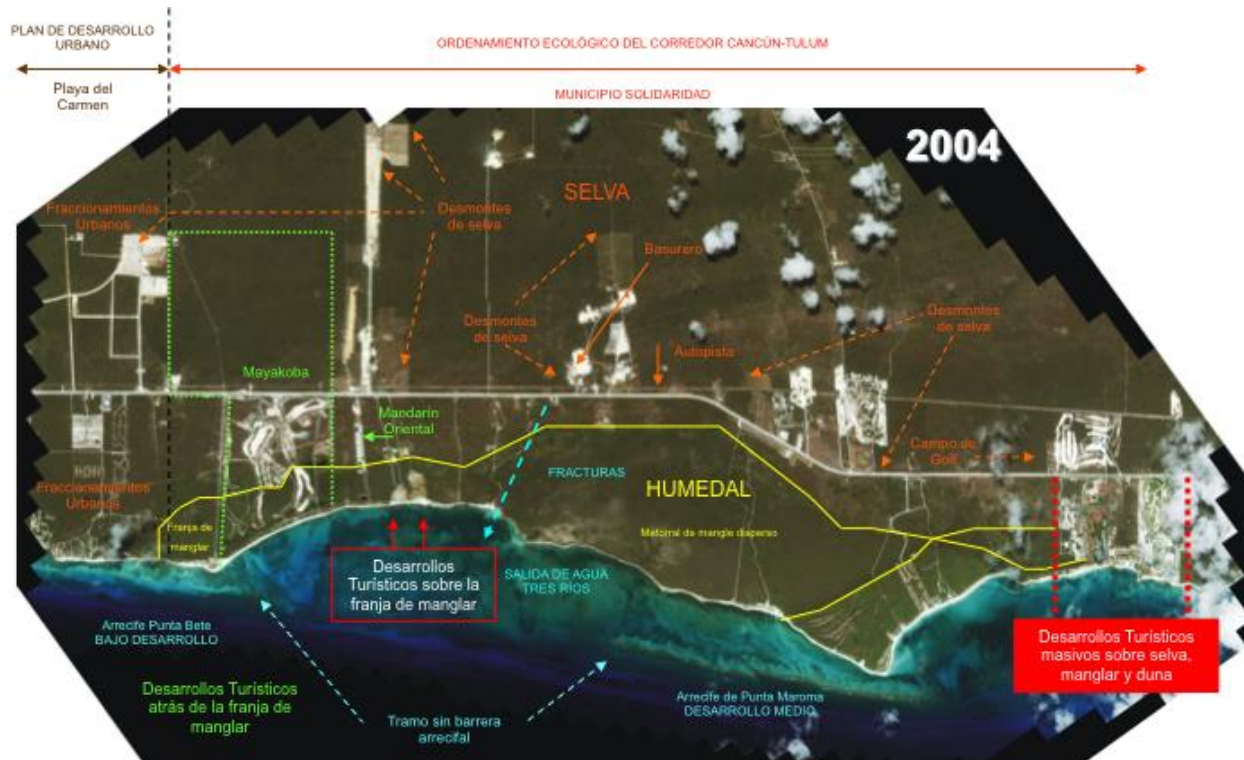 PLAN DE DESARROLLO
URBANO
ORDENAMIENTO ECOLÓGICO DEL CORREDOR CANCÚN-TULUM
Playa del
Carmen
MUNICIPIO SOLIDARIDAD
2004
Fraccionamientos
Urbanos
Desmontes
de selva
SELVA
Basurero
Desmontes
de selva
Desmontes
de selva
Autopista
Mayakoba
Mandarin
Oriental
Campo de
Golf
FRACTURAS
HUMEDAL
Fraccionamientos
Urbanos
Franja de
manglar
Matorral de mangle disperso
Desarrollos
Turísticos sobre la
franja de manglar
SALIDA DE AGUA
TRES RÍOS
Arrecife Punta Bete
BAJO DESARROLLO
Desarrollos Turísticos
masivos sobre selva,
manglar y duna
Desarrollos Turísticos
atrás de la franja de
manglar
Tramo sin barrera
arrecifal
Arrecife de Punta Maroma
DESARROLLO MEDIO